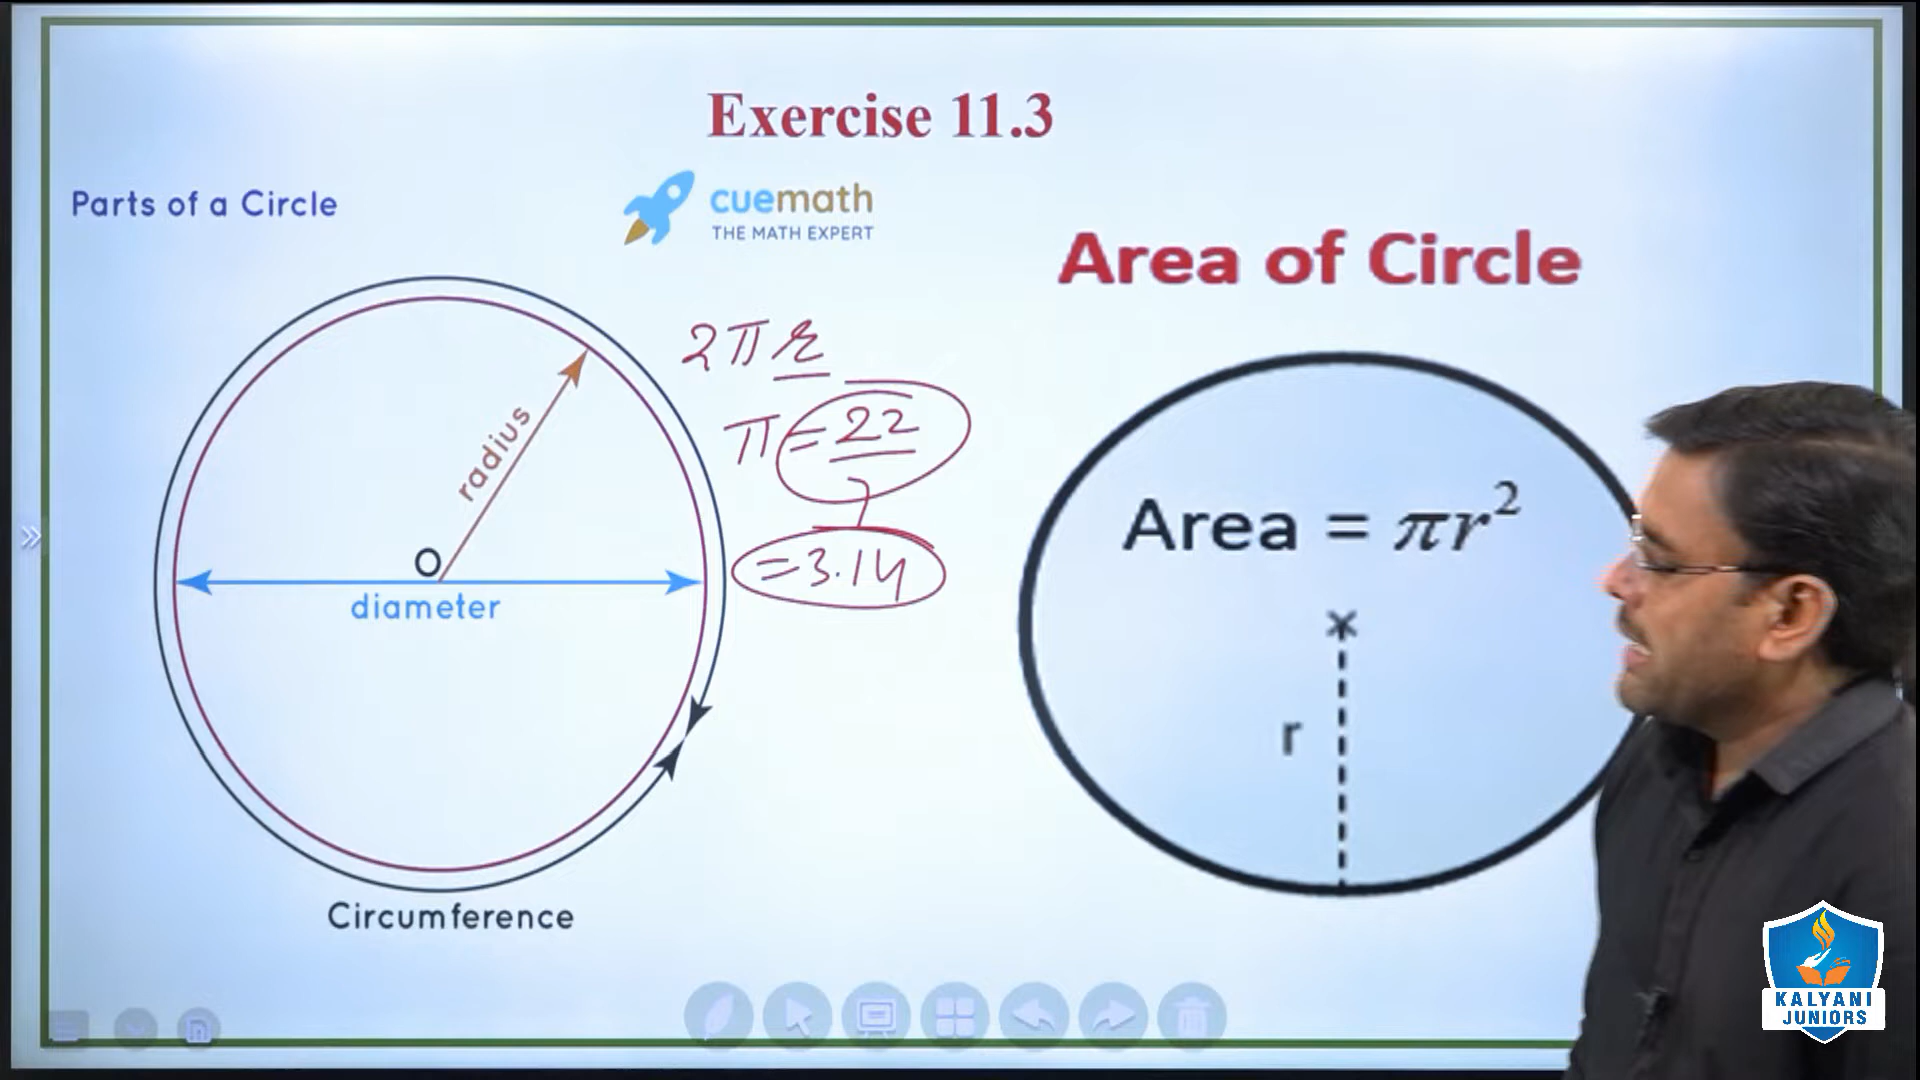 Exercise 11.3
Parts of a Circle
cuemath
THE MATH EXPERT
Area of Circle
2πr
π = 22
7
= 3.14
radius
O
diameter
Area = πr²
r
Circumference
KALYANI
JUNIORS